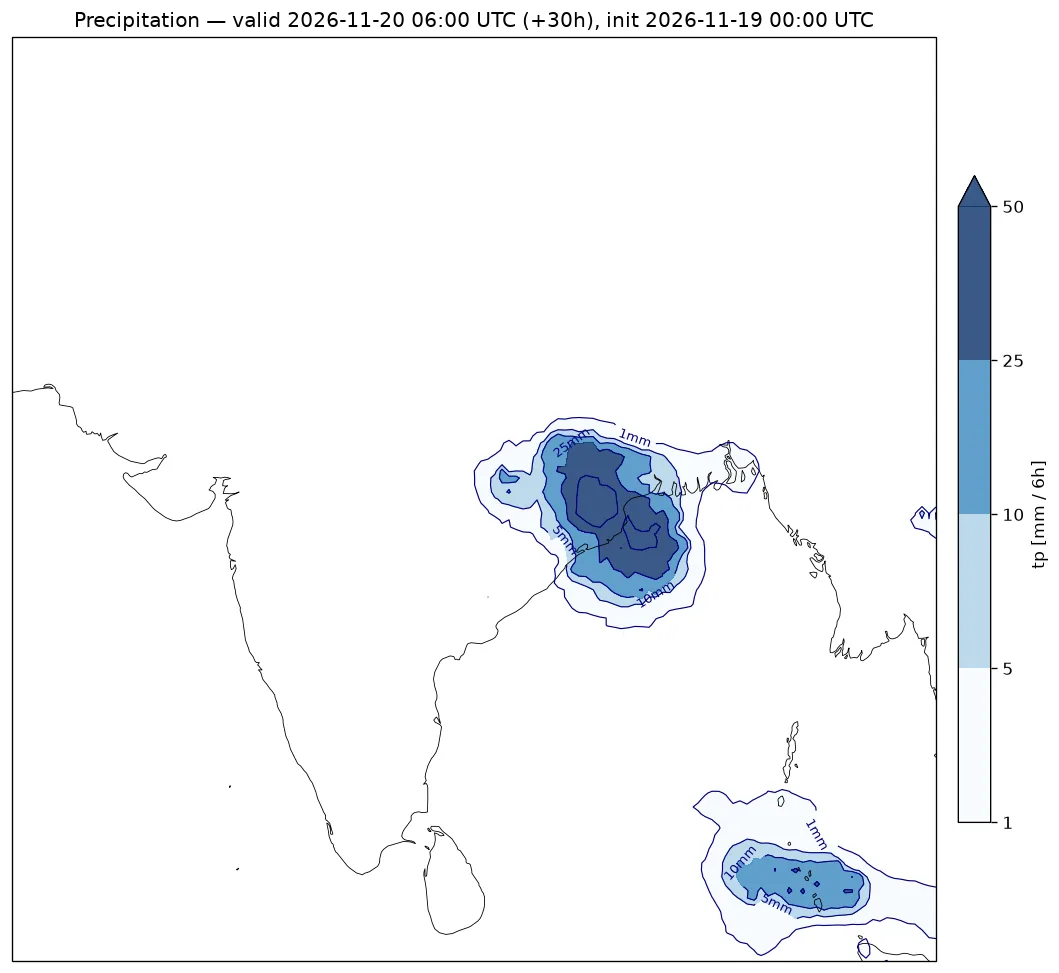 Precipitation — valid 2026-11-20 06:00 UTC (+30h), init 2026-11-19 00:00 UTC
50
25
10
5
1
tp [mm / 6h]
25mm
1mm
5mm
10mm
1mm
10mm
5mm